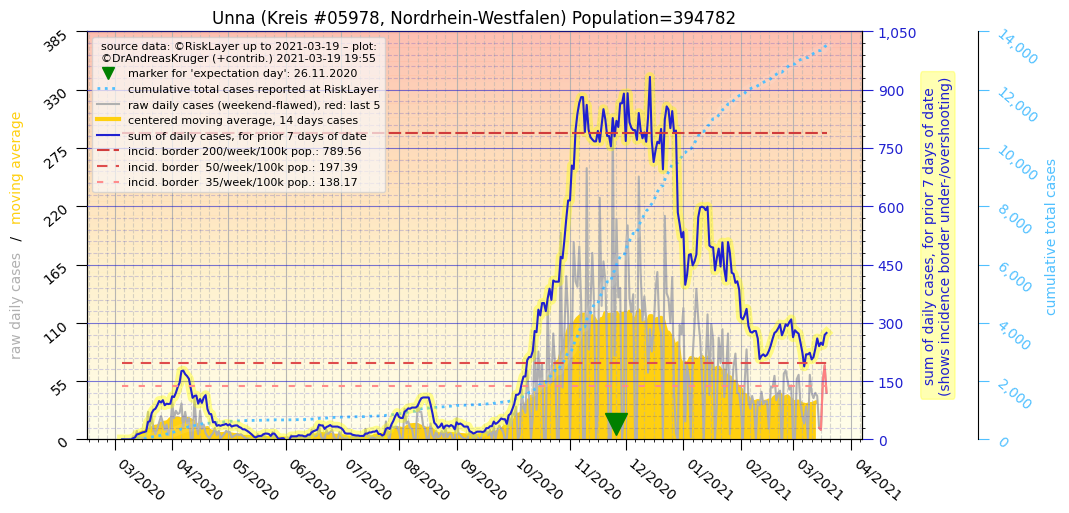 Unna (Kreis #05978, Nordrhein-Westfalen) Population=394782
source data: ©RiskLayer up to 2021-03-19 – plot:
©DrAndreasKruger (+contrib.) 2021-03-19 19:55
marker for 'expectation day': 26.11.2020
cumulative total cases reported at RiskLayer
raw daily cases (weekend-flawed), red: last 5
centered moving average, 14 days cases
sum of daily cases, for prior 7 days of date
incid. border 200/week/100k pop.: 789.56
incid. border  50/week/100k pop.: 197.39
incid. border  35/week/100k pop.: 138.17
raw daily cases  /  moving average
385
330
275
220
165
110
55
0
03/2020
04/2020
05/2020
06/2020
07/2020
08/2020
09/2020
10/2020
11/2020
12/2020
01/2021
02/2021
03/2021
04/2021
1,050
900
750
600
450
300
150
0
sum of daily cases, for prior 7 days of date
(shows incidence border under-/overshooting)
14,000
12,000
10,000
8,000
6,000
4,000
2,000
0
cumulative total cases